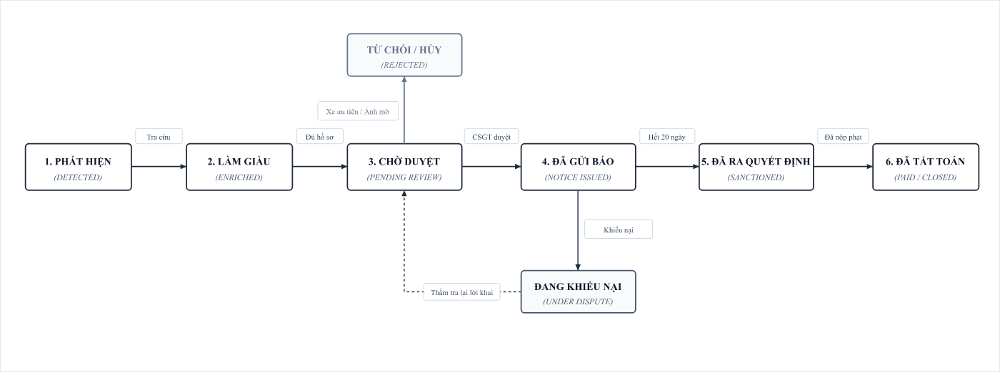 TỪ CHỐI / HỦY
(REJECTED)
Xe ưu tiên / Ảnh mờ
Tra cứu
Đủ hồ sơ
CSGT duyệt
Hết 20 ngày
Đã nộp phạt
1. PHÁT HIỆN
(DETECTED)
2. LÀM GIÀU
(ENRICHED)
3. CHỜ DUYỆT
(PENDING REVIEW)
4. ĐÃ GỬI BÁO
(NOTICE ISSUED)
5. ĐÃ RA QUYẾT ĐỊNH
(SANCTIONED)
6. ĐÃ TẤT TOÁN
(PAID / CLOSED)
Khiếu nại
Thẩm tra lại lời khai
ĐANG KHIẾU NẠI
(UNDER DISPUTE)